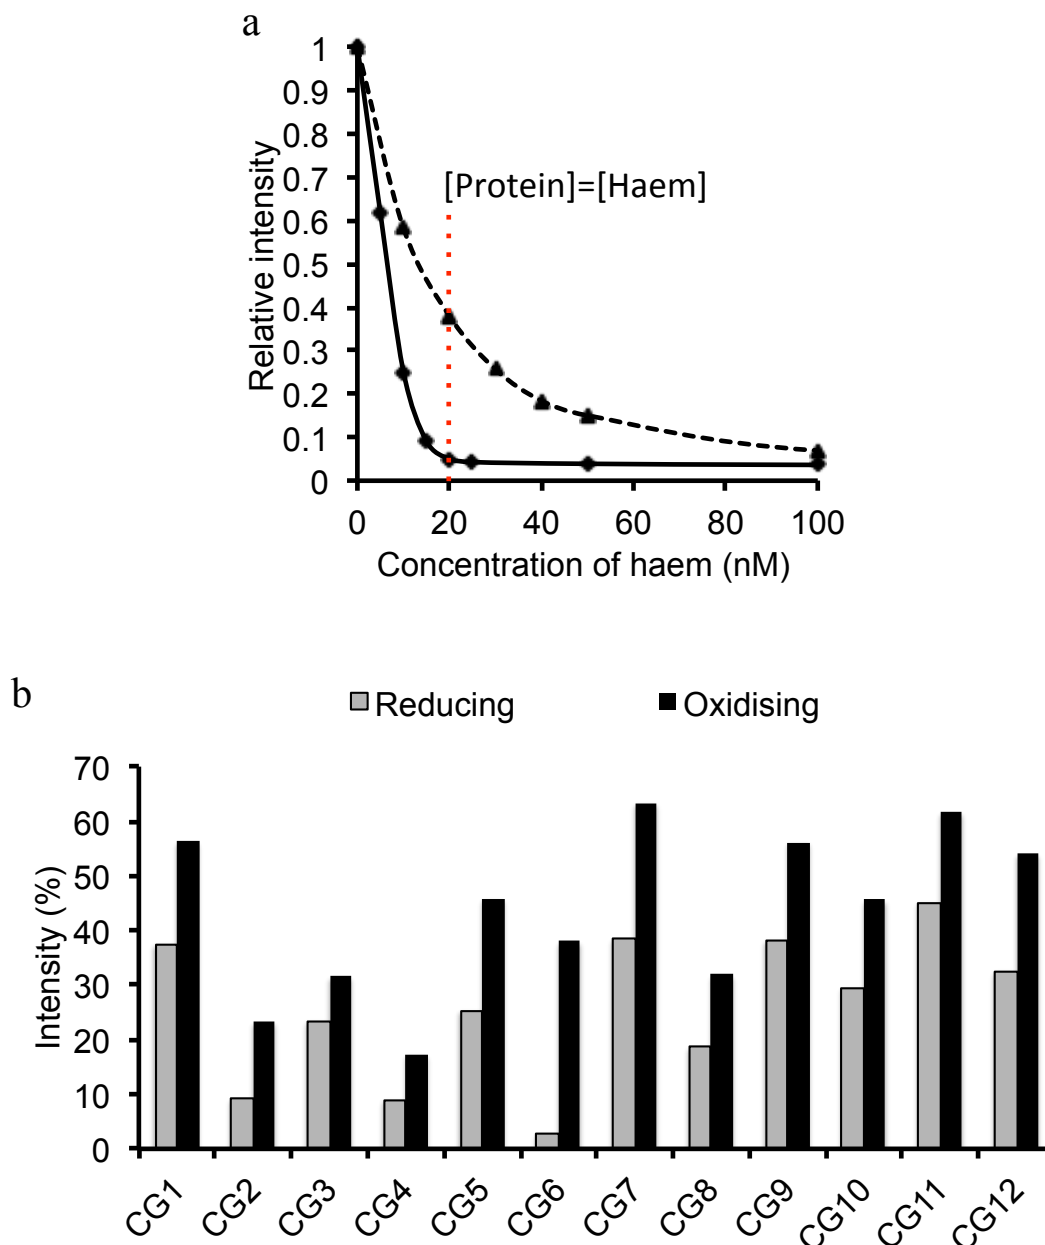 a
Relative intensity
1
0.9
0.8
0.7
0.6
0.5
0.4
0.3
0.2
0.1
0
[Protein]=[Haem]
0 20 40 60 80 100
Concentration of haem (nM)
b
Reducing Oxidising
Intensity (%)
70
60
50
40
30
20
10
0
CG1 CG2 CG3 CG4 CG5 CG6 CG7 CG8 CG9 CG10 CG11 CG12